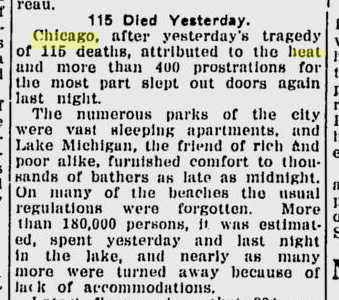 reau.
115 Died Yesterday.
Chicago, after yesterday's tragedy
of 115 deaths, attributed to the heat
and more than 400 prostrations for
the most part slept out doors again
last night.
The numerous parks of the city
were vast sleeping apartments, and
Lake Michigan, the friend of rich and
poor alike, furnished comfort to thou-
sands of bathers as late as midnight.
On many of the beaches the usual
regulations were forgotten. More
than 180,000 persons, it was estimat-
ed, spent yesterday and last night
in the lake, and nearly as many
more were turned away because of
lack of accommodations.